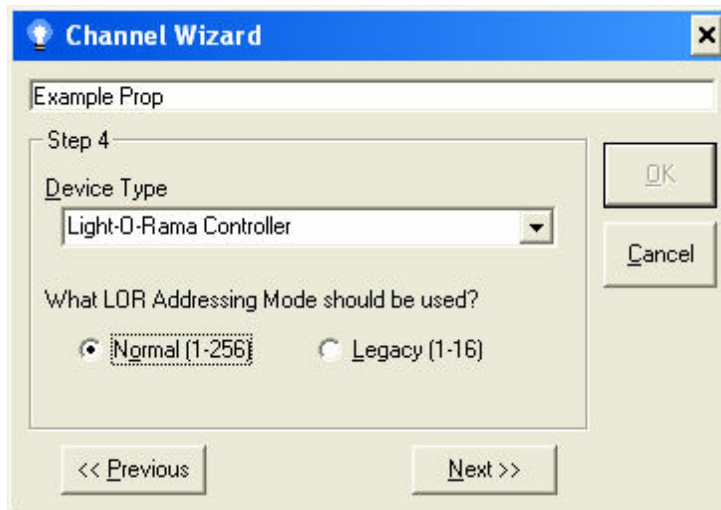 Channel Wizard
Example Prop
Step 4
Device Type
Light-O-Rama Controller
What LOR Addressing Mode should be used?
Normal (1-256)
Legacy (1-16)
OK
Cancel
<< Previous
Next >>